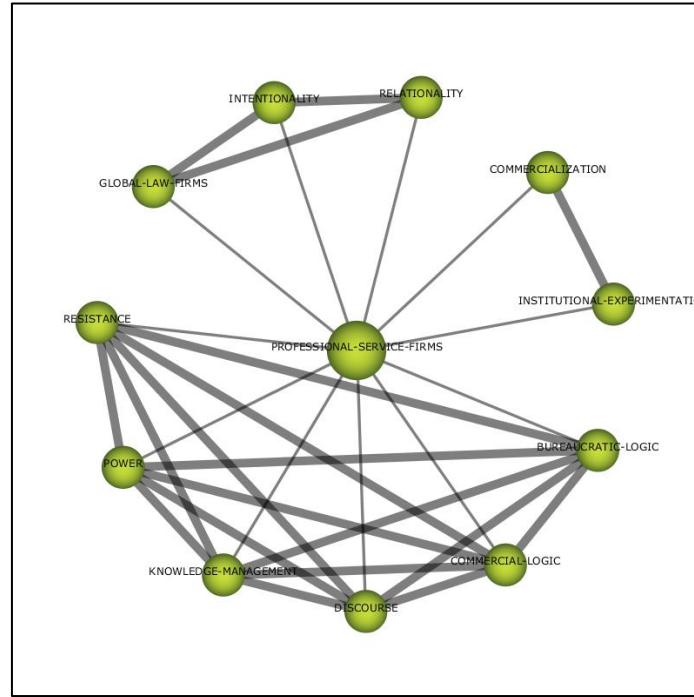 RELATIONALITY
INTENTIONALITY
COMMERCIALIZATION
GLOBAL-LAW-FIRMS
INSTITUTIONAL-EXPERIMENTATI
RESISTANCE
PROFESSIONAL-SERVICE-FIRMS
BUREAUCRATIC-LOGIC
POWER
COMMERCIAL-LOGIC
KNOWLEDGE-MANAGEMENT
DISCOURSE